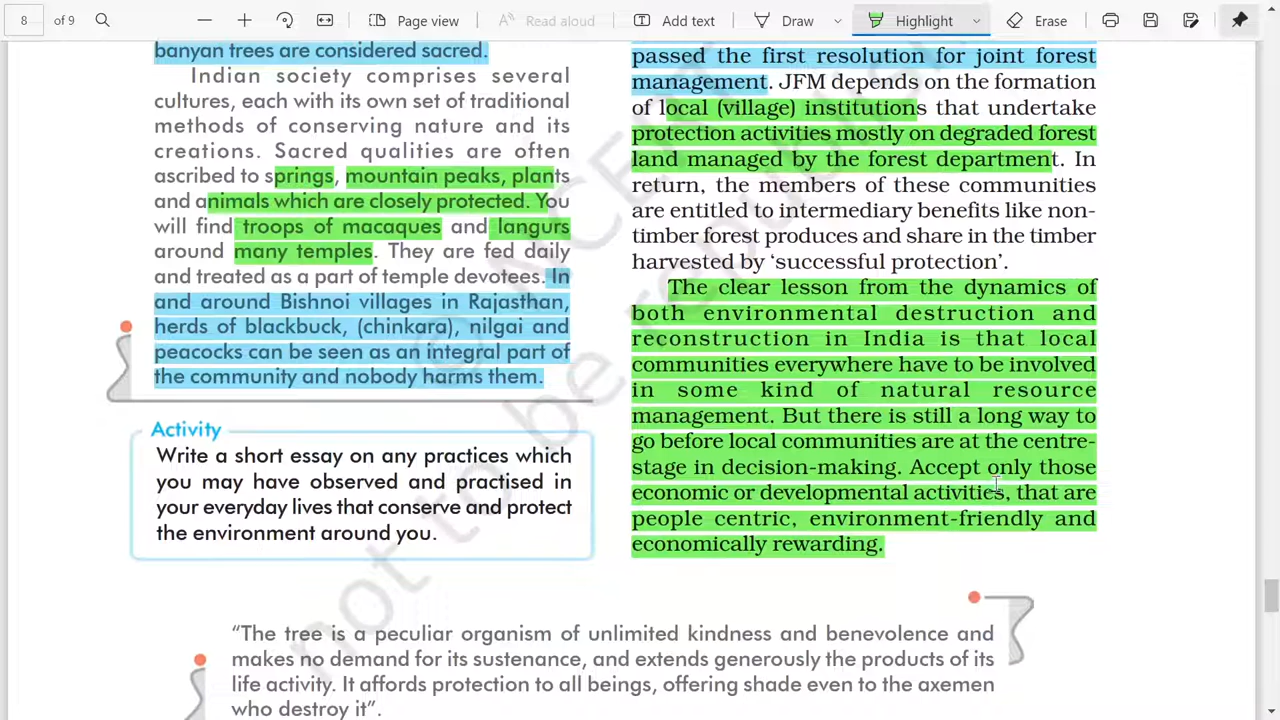 8 of 9
Page view
Read aloud
Add text
Draw
Highlight
Erase
banyan trees are considered sacred.
Indian society comprises several
cultures, each with its own set of traditional
methods of conserving nature and its
creations. Sacred qualities are often
ascribed to springs, mountain peaks, plants
and animals which are closely protected. You
will find troops of macaques and langurs
around many temples. They are fed daily
and treated as a part of temple devotees. In
and around Bishnoi villages in Rajasthan,
herds of blackbuck, (chinkara), nilgai and
peacocks can be seen as an integral part of
the community and nobody harms them.
Activity
Write a short essay on any practices which
you may have observed and practised in
your everyday lives that conserve and protect
the environment around you.
passed the first resolution for joint forest
management. JFM depends on the formation
of local (village) institutions that undertake
protection activities mostly on degraded forest
land managed by the forest department. In
return, the members of these communities
are entitled to intermediary benefits like non-
timber forest produces and share in the timber
harvested by ‘successful protection’.
The clear lesson from the dynamics of
both environmental destruction and
reconstruction in India is that local
communities everywhere have to be involved
in some kind of natural resource
management. But there is still a long way to
go before local communities are at the centre-
stage in decision-making. Accept only those
economic or developmental activities, that are
people centric, environment-friendly and
economically rewarding.
“The tree is a peculiar organism of unlimited kindness and benevolence and
makes no demand for its sustenance, and extends generously the products of its
life activity. It affords protection to all beings, offering shade even to the axemen
who destroy it”.
© NCERT
not to be republished